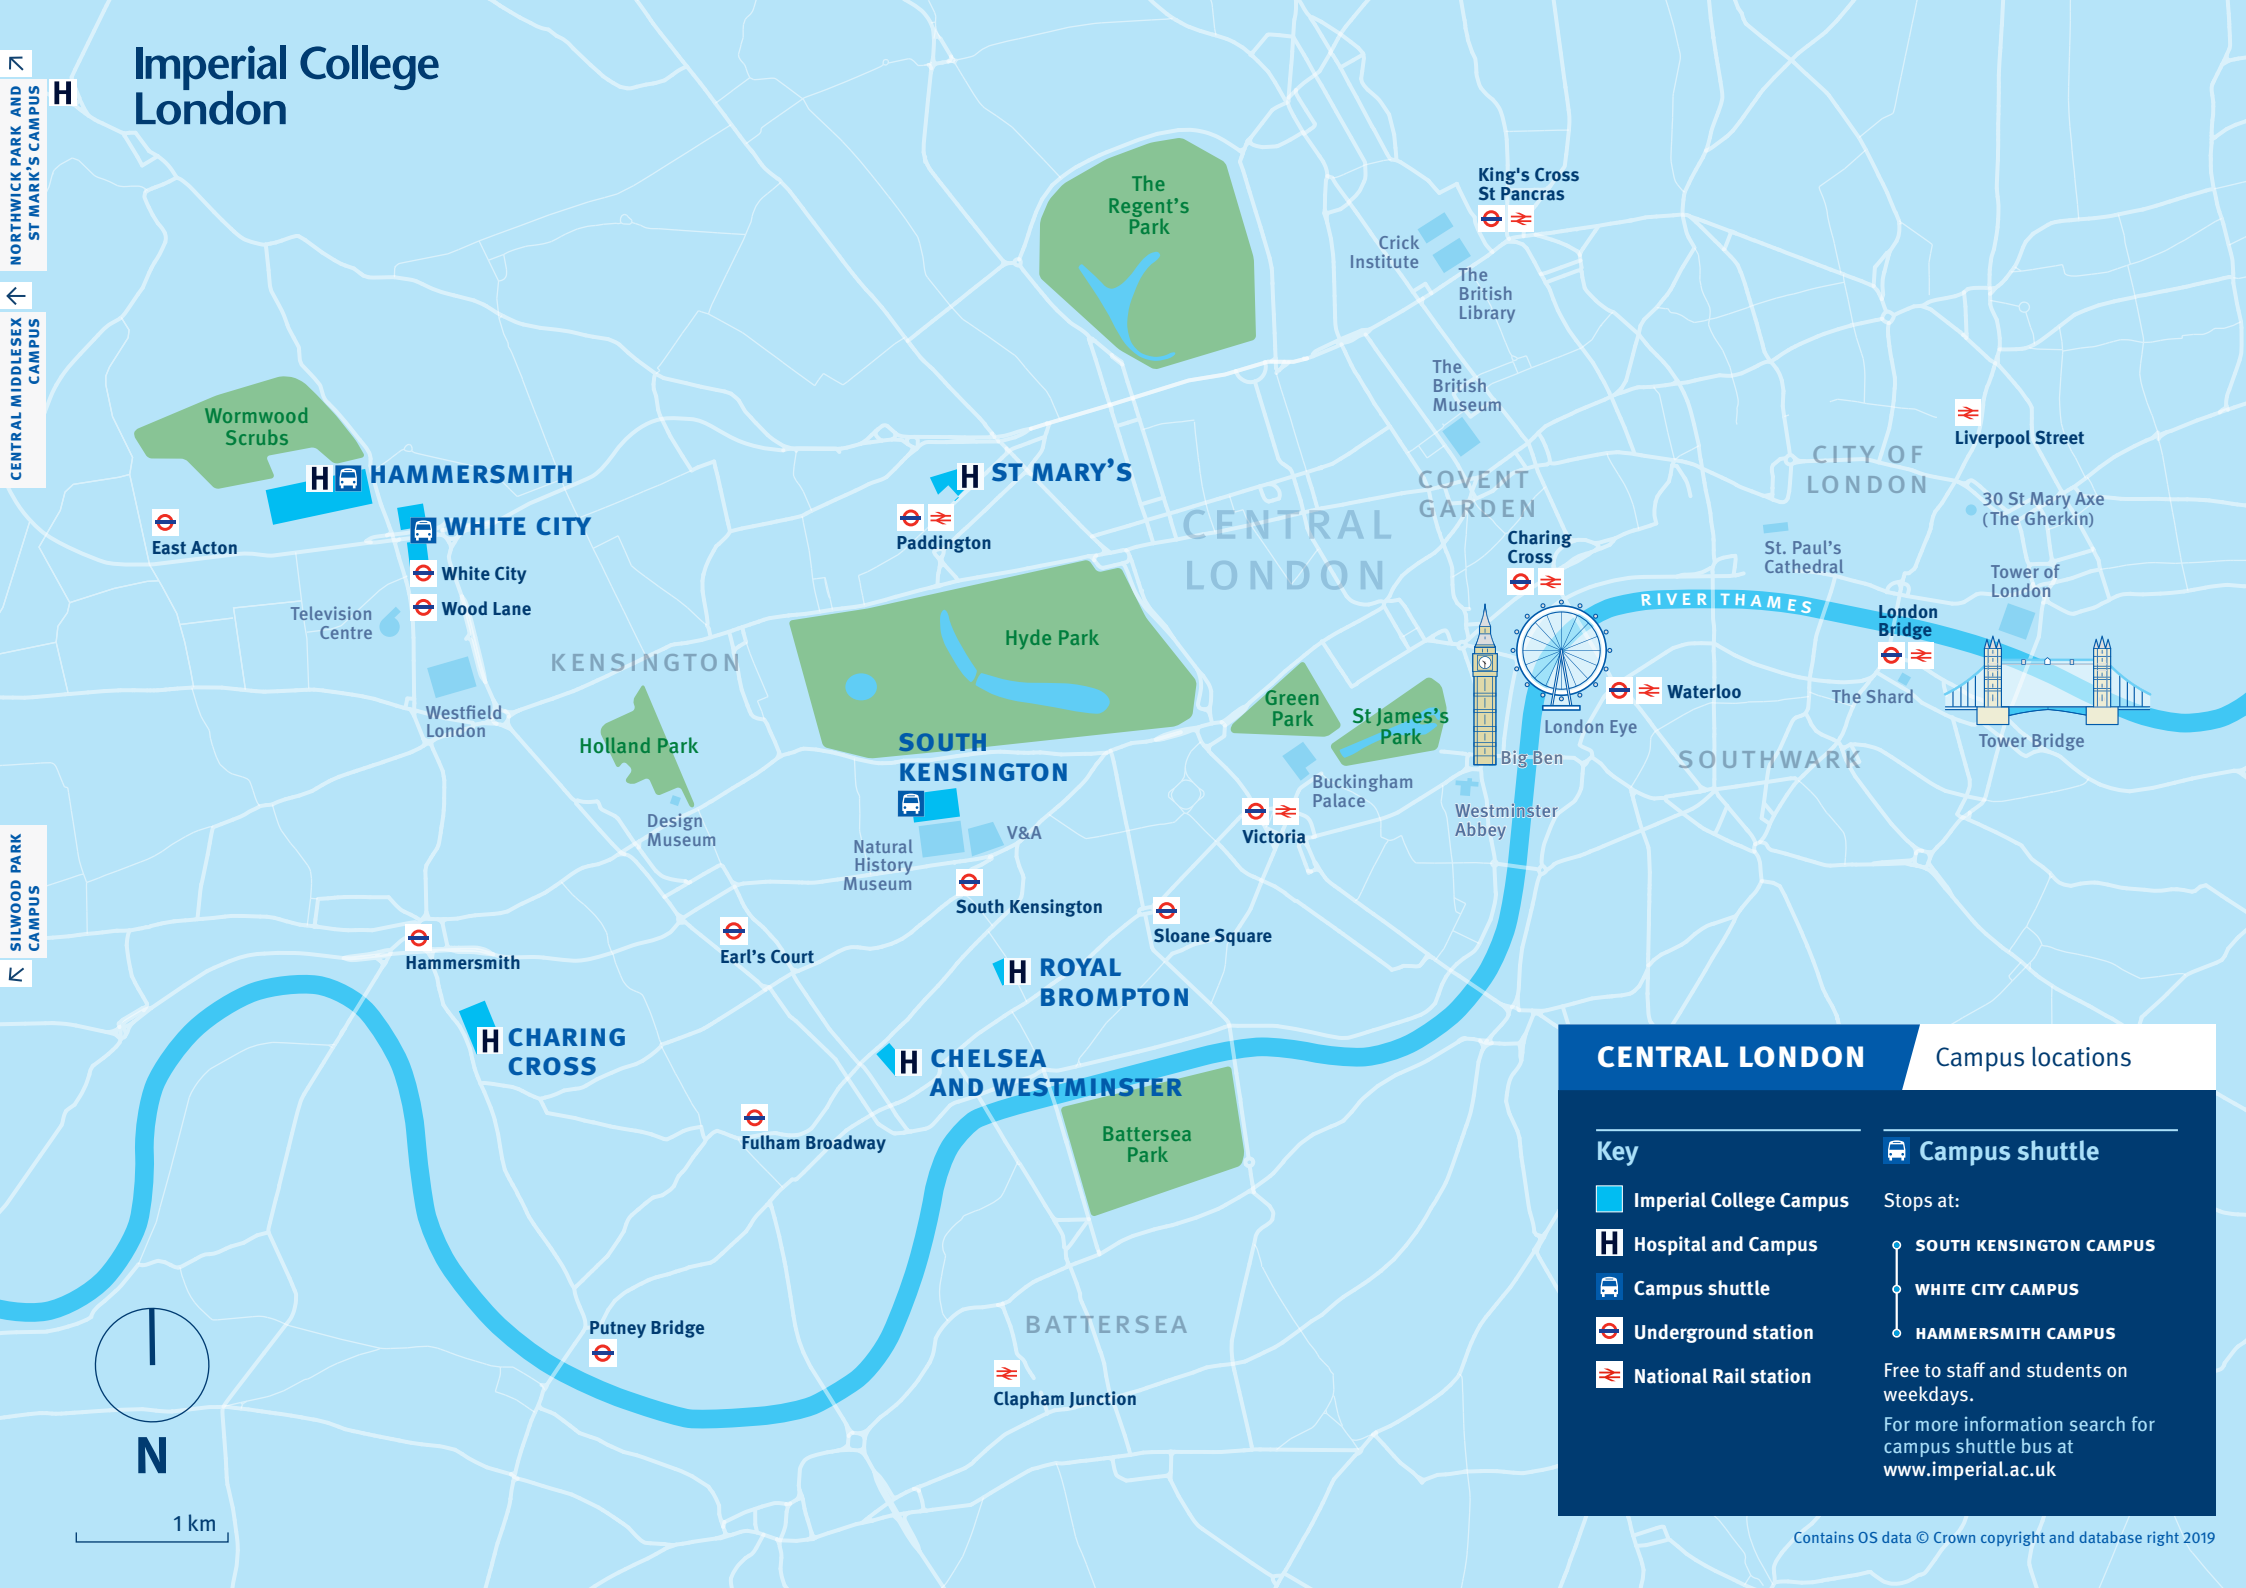 Imperial College
London
NORTHWICK PARK AND
ST MARK'S CAMPUS
H
CENTRAL MIDDLESEX
CAMPUS
SILWOOD PARK
CAMPUS
The
Regent's
Park
King's Cross
St Pancras
Crick
Institute
The
British
Library
The
British
Museum
Wormwood
Scrubs
H HAMMERSMITH
WHITE CITY
East Acton
White City
Wood Lane
Television
Centre
Westfield
London
KENSINGTON
Holland Park
Design
Museum
H ST MARY'S
Paddington
CENTRAL
LONDON
COVENT
GARDEN
Charing
Cross
CITY OF
LONDON
Liverpool Street
30 St Mary Axe
(The Gherkin)
St. Paul's
Cathedral
Tower of
London
RIVER THAMES
London
Bridge
The Shard
Tower Bridge
Hyde Park
Green
Park
St James's
Park
Waterloo
London Eye
Big Ben
SOUTHWARK
Buckingham
Palace
Westminster
Abbey
Victoria
SOUTH
KENSINGTON
Natural
History
Museum
V&A
South Kensington
Sloane Square
Earl's Court
Hammersmith
H ROYAL
BROMPTON
H CHARING
CROSS
H CHELSEA
AND WESTMINSTER
Fulham Broadway
Battersea
Park
Putney Bridge
BATTERSEA
Clapham Junction
N
1 km
CENTRAL LONDON
Campus locations
Key
Imperial College Campus
H Hospital and Campus
Campus shuttle
Underground station
National Rail station
Campus shuttle
Stops at:
SOUTH KENSINGTON CAMPUS
WHITE CITY CAMPUS
HAMMERSMITH CAMPUS
Free to staff and students on
weekdays.
For more information search for
campus shuttle bus at
www.imperial.ac.uk
Contains OS data © Crown copyright and database right 2019